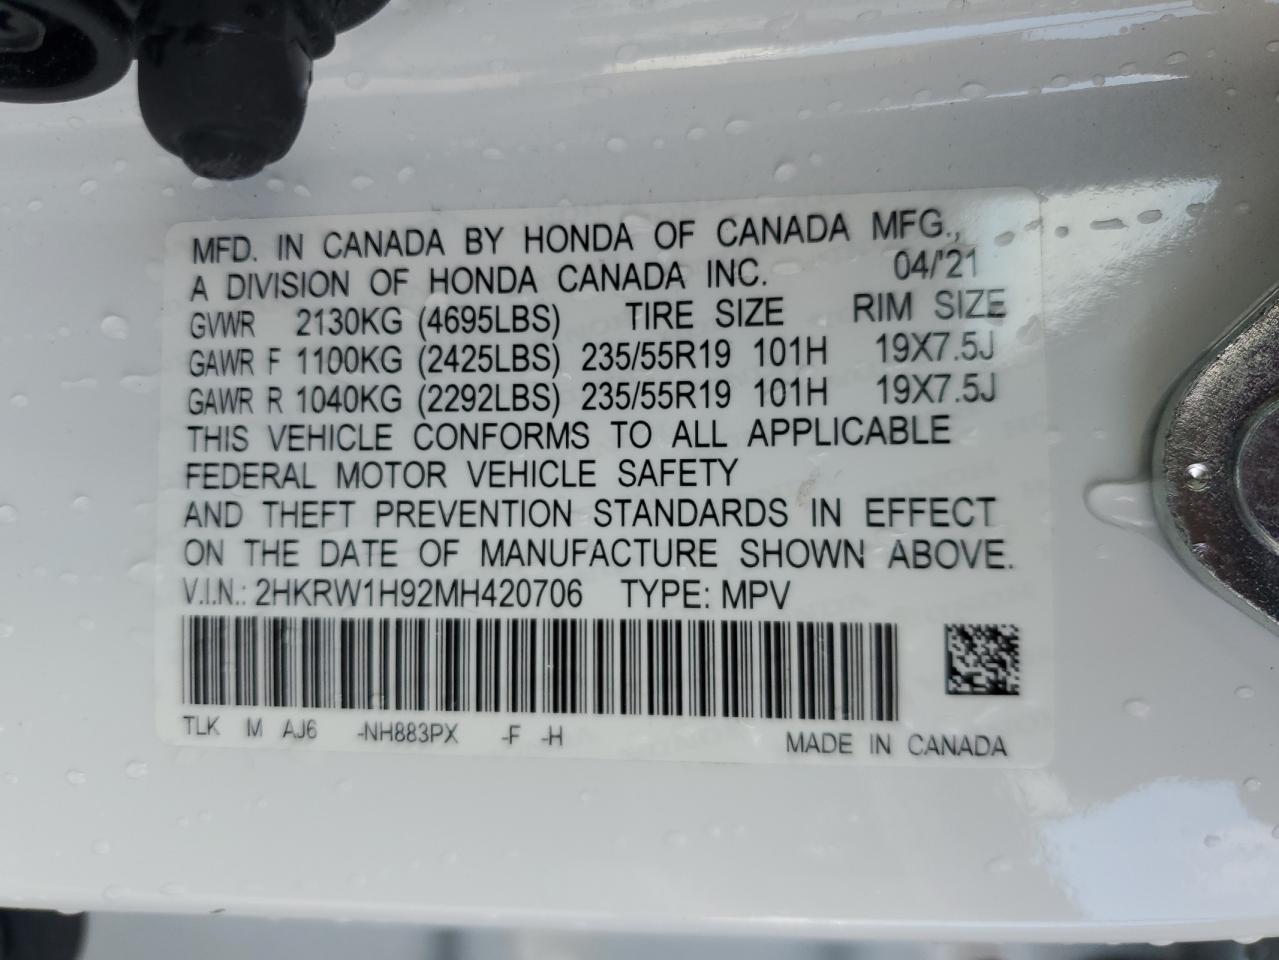 MFD. IN CANADA BY HONDA OF CANADA MFG.,
A DIVISION OF HONDA CANADA INC. 04/'21
GVWR 2130KG (4695LBS) TIRE SIZE RIM SIZE
GAWR F 1100KG (2425LBS) 235/55R19 101H 19X7.5J
GAWR R 1040KG (2292LBS) 235/55R19 101H 19X7.5J
THIS VEHICLE CONFORMS TO ALL APPLICABLE
FEDERAL MOTOR VEHICLE SAFETY
AND THEFT PREVENTION STANDARDS IN EFFECT
ON THE DATE OF MANUFACTURE SHOWN ABOVE.
V.I.N.: 2HKRW1H92MH420706 TYPE: MPV
TLK M AJ6 -NH883PX -F -H
MADE IN CANADA